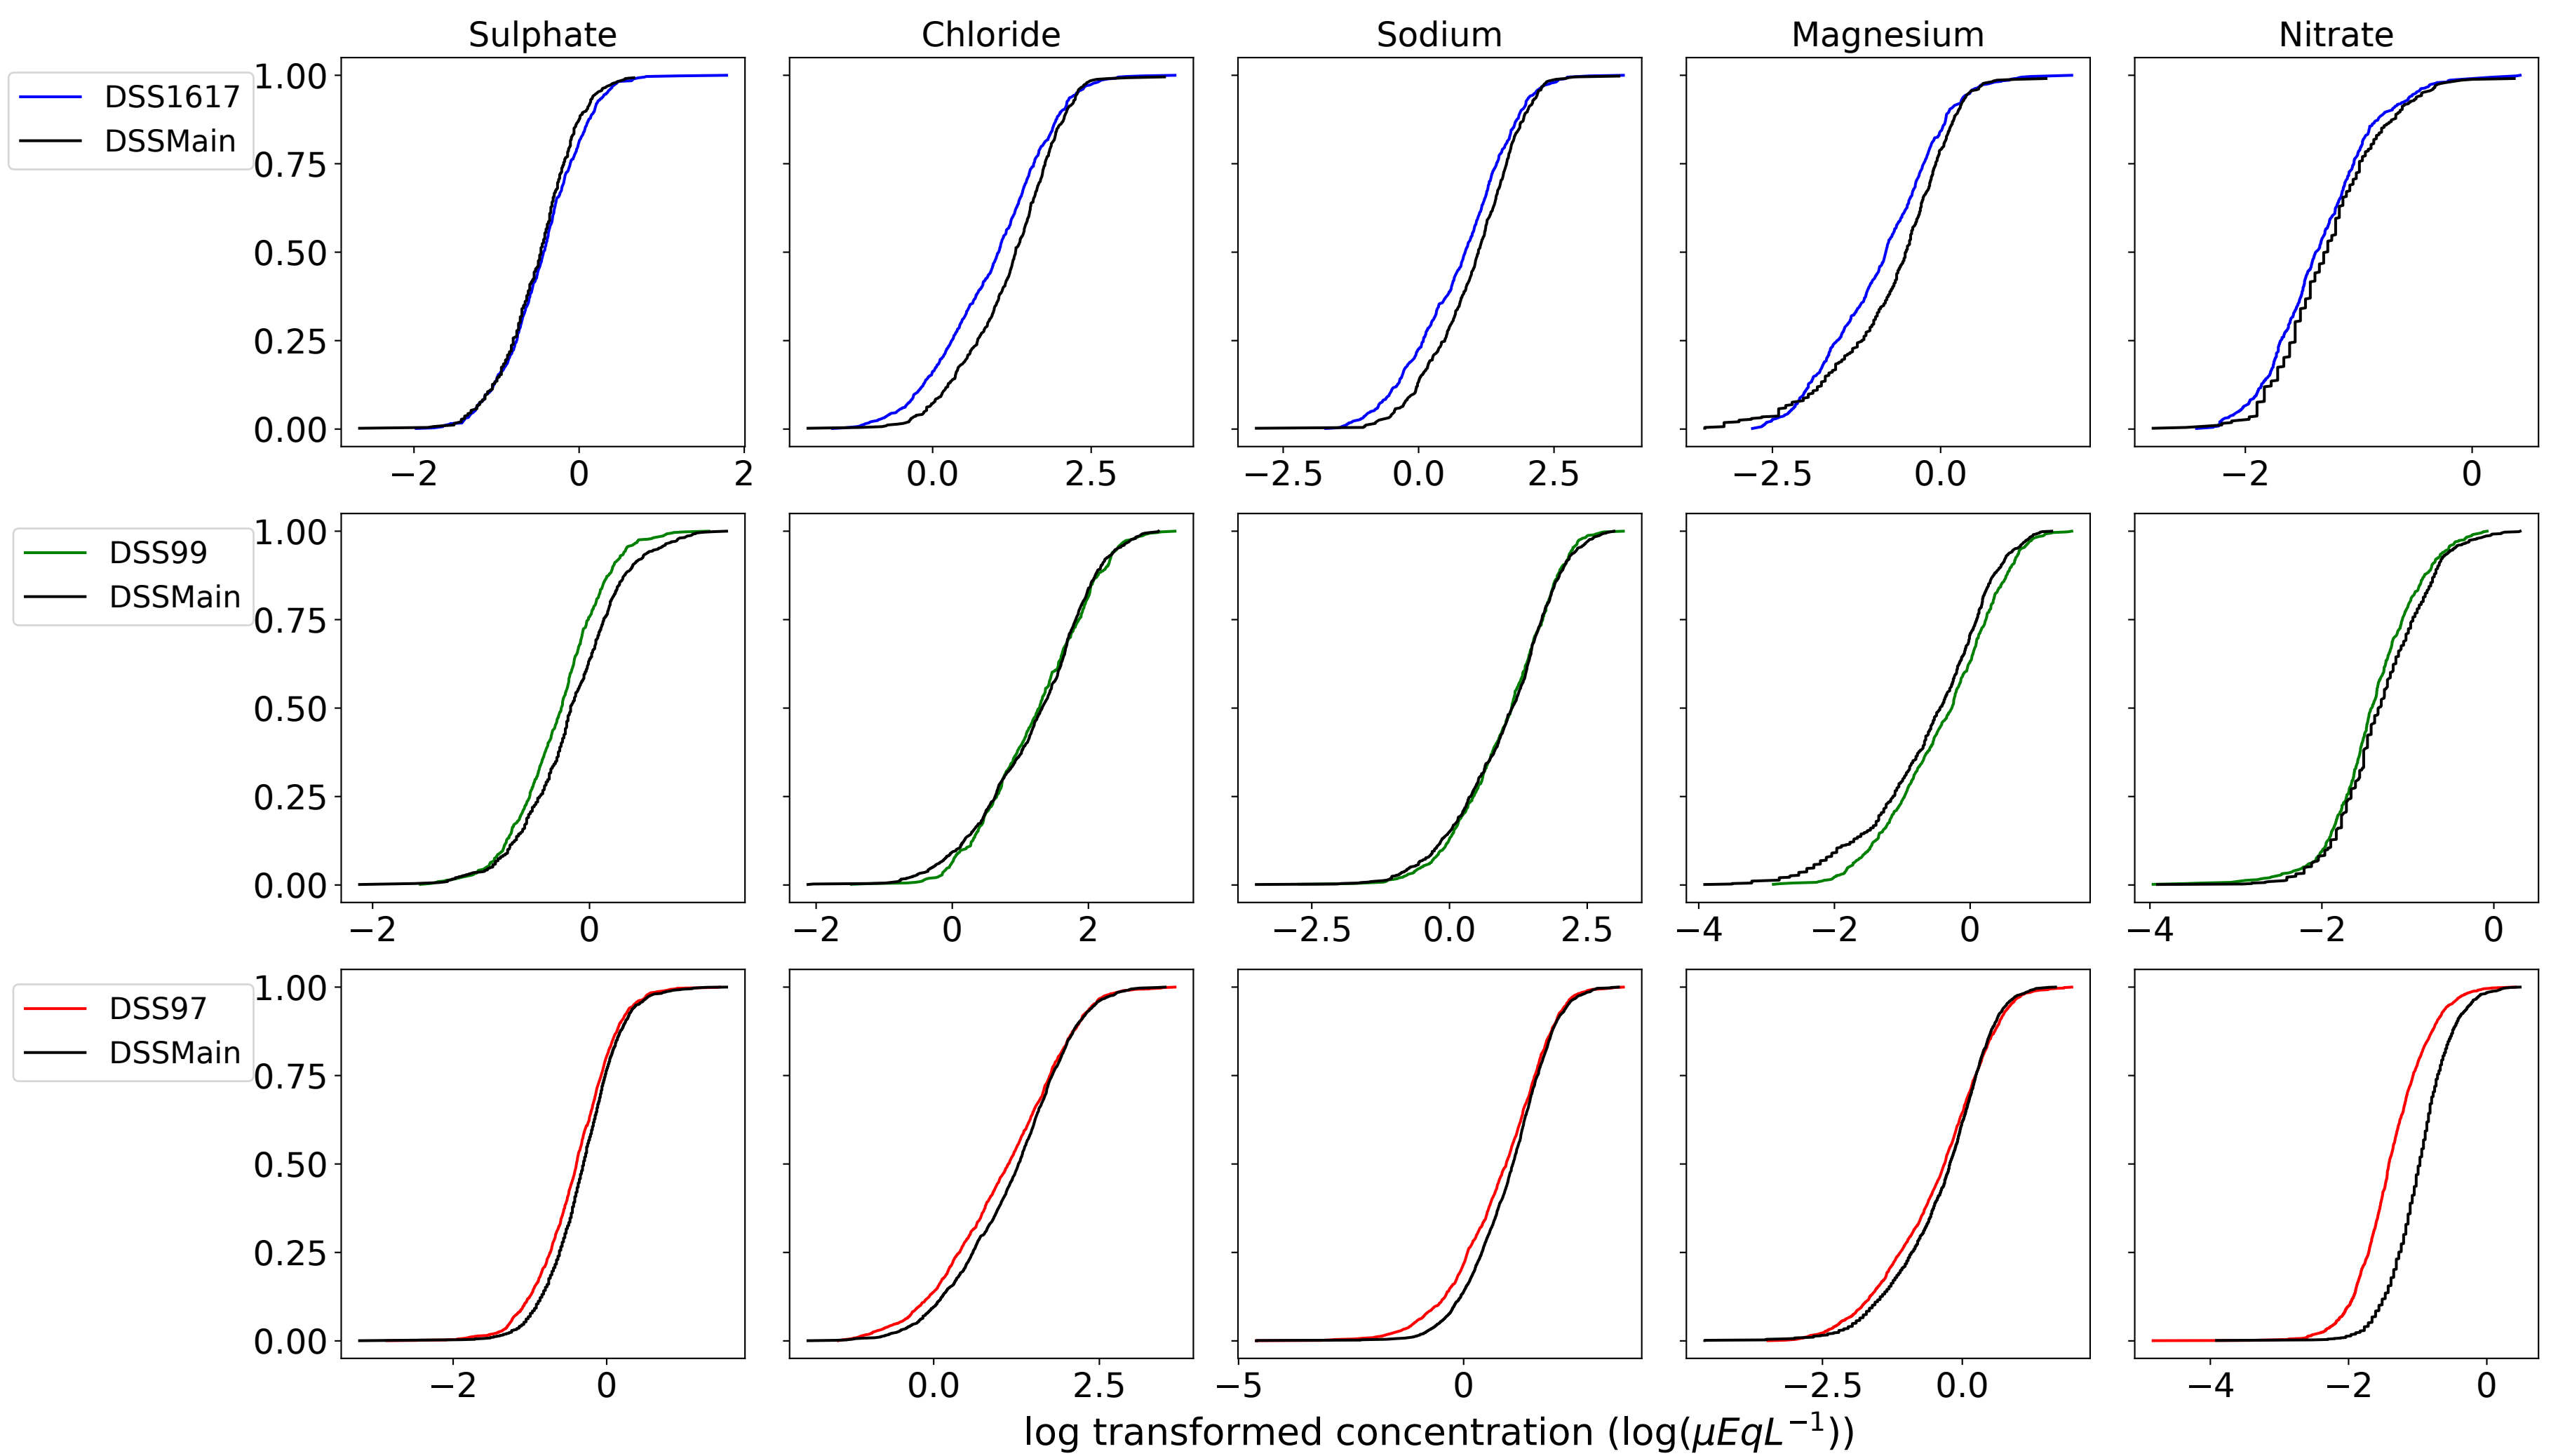 Sulphate Chloride Sodium Magnesium Nitrate
DSS1617
DSSMain
1.00
0.75
0.50
0.25
0.00
−2 0 2 0.0 2.5 −2.5 0.0 2.5 −2.5 0.0 −2 0
DSS99
DSSMain
1.00
0.75
0.50
0.25
0.00
−2 0 −2 0 2 −2.5 0.0 2.5 −4 −2 0 −4 −2 0
DSS97
DSSMain
1.00
0.75
0.50
0.25
0.00
−2 0 0.0 2.5 −5 0 −2.5 0.0 −4 −2 0
log transformed concentration (log(μEqL⁻¹))